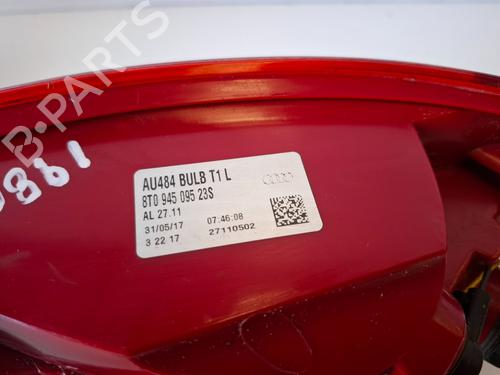 B-PARTS
1981
AU484 BULB T1 L
8T0 945 095 23S
AL 27.11
31/05/17 07:46:08
3 22 17 27110502